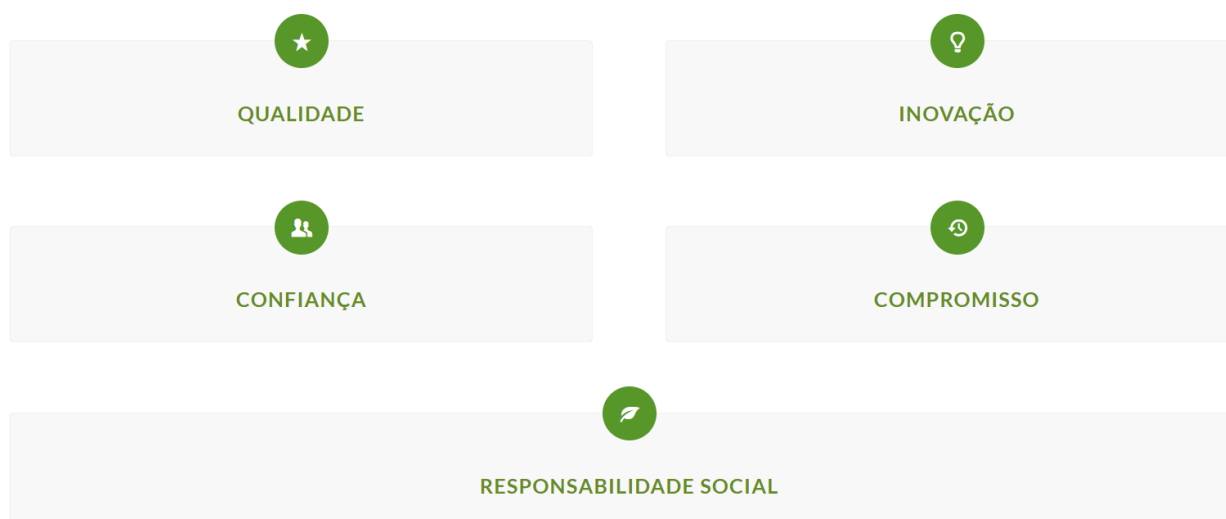 QUALIDADE
INOVAÇÃO
CONFIANÇA
COMPROMISSO
RESPONSABILIDADE SOCIAL